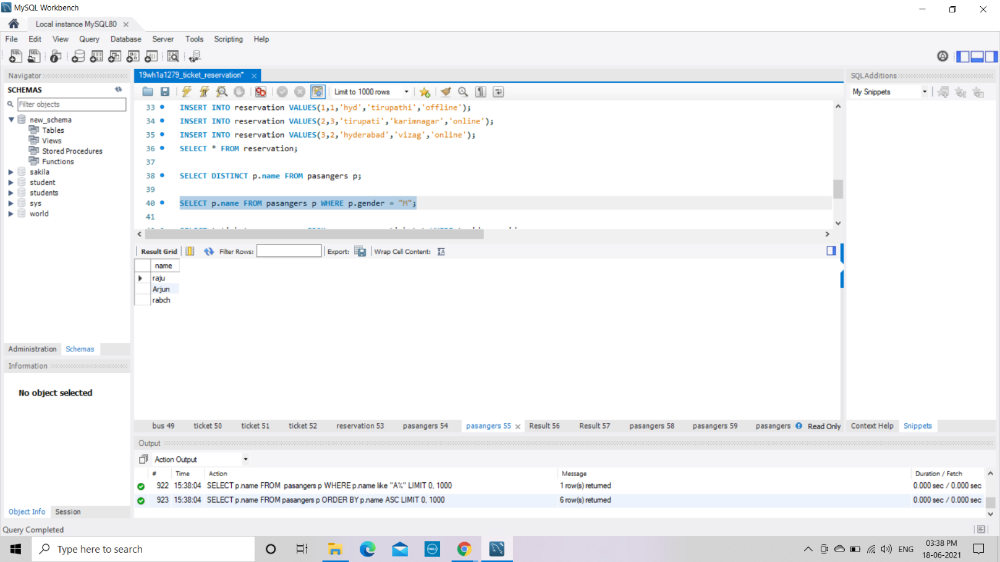 MySQL Workbench
Local instance MySQL80
File Edit View Query Database Server Tools Scripting Help
Navigator
SCHEMAS
Filter objects
new_schema
Tables
Views
Stored Procedures
Functions
sakila
student
students
sys
world
Administration Schemas
Information
No object selected
Object Info Session
19wh1a1279_ticket_reservation*
Limit to 1000 rows
33 INSERT INTO reservation VALUES(1,1,'hyd','tirupathi','offline');
34 INSERT INTO reservation VALUES(2,3,'tirupati','karimnagar','online');
35 INSERT INTO reservation VALUES(3,2,'hyderabad','vizag','online');
36 SELECT * FROM reservation;
37
38 SELECT DISTINCT p.name FROM pasangers p;
39
40 SELECT p.name FROM pasangers p WHERE p.gender = "M";
41
Result Grid Filter Rows: Export: Wrap Cell Content:
name
raju
Arjun
rabch
bus 49 ticket 50 ticket 51 ticket 52 reservation 53 pasangers 54 pasangers 55 Result 56 Result 57 pasangers 58 pasangers 59 pasangers Read Only
SQLAdditions
My Snippets
Context Help Snippets
Output
Action Output
# Time Action Message Duration / Fetch
922 15:38:04 SELECT p.name FROM pasangers p WHERE p.name like "A%" LIMIT 0, 1000 1 row(s) returned 0.000 sec / 0.000 sec
923 15:38:04 SELECT p.name FROM pasangers p ORDER BY p.name ASC LIMIT 0, 1000 6 row(s) returned 0.000 sec / 0.000 sec
Query Completed
Type here to search
DELL
ENG
03:38 PM
18-06-2021